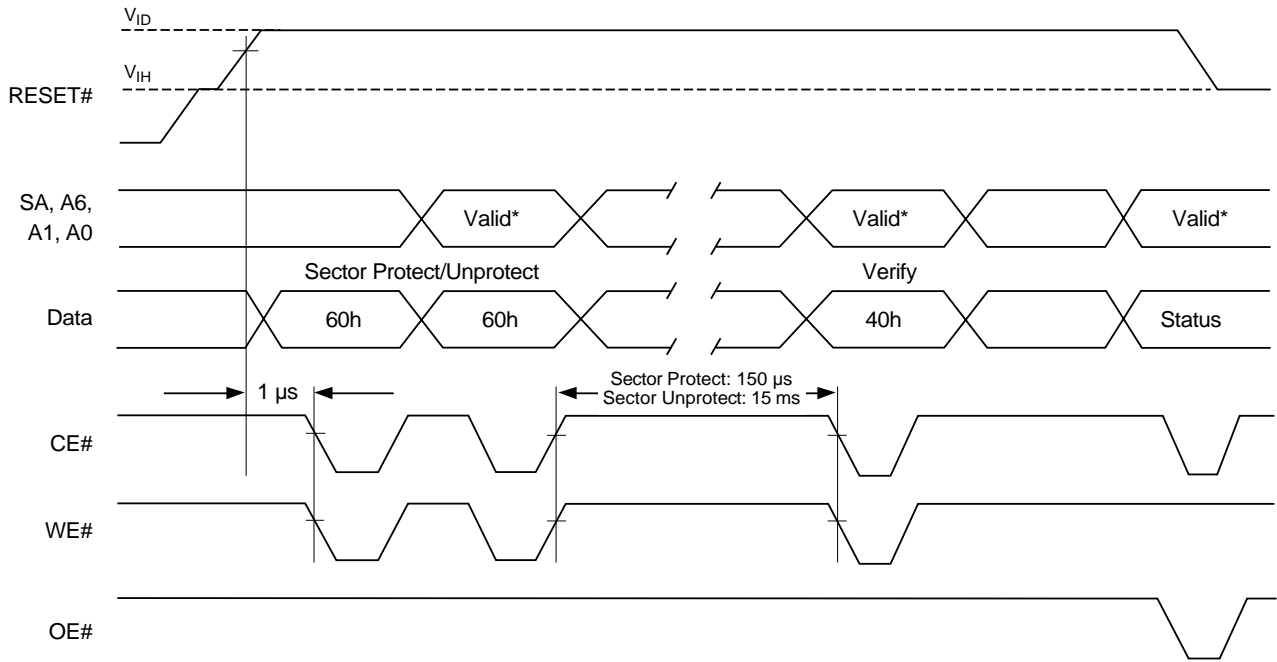 VID
VIH
RESET#
SA, A6,
A1, A0
Valid*
Valid*
Valid*
Sector Protect/Unprotect
Verify
Data
60h
60h
40h
Status
1 µs
Sector Protect: 150 µs
Sector Unprotect: 15 ms
CE#
WE#
OE#